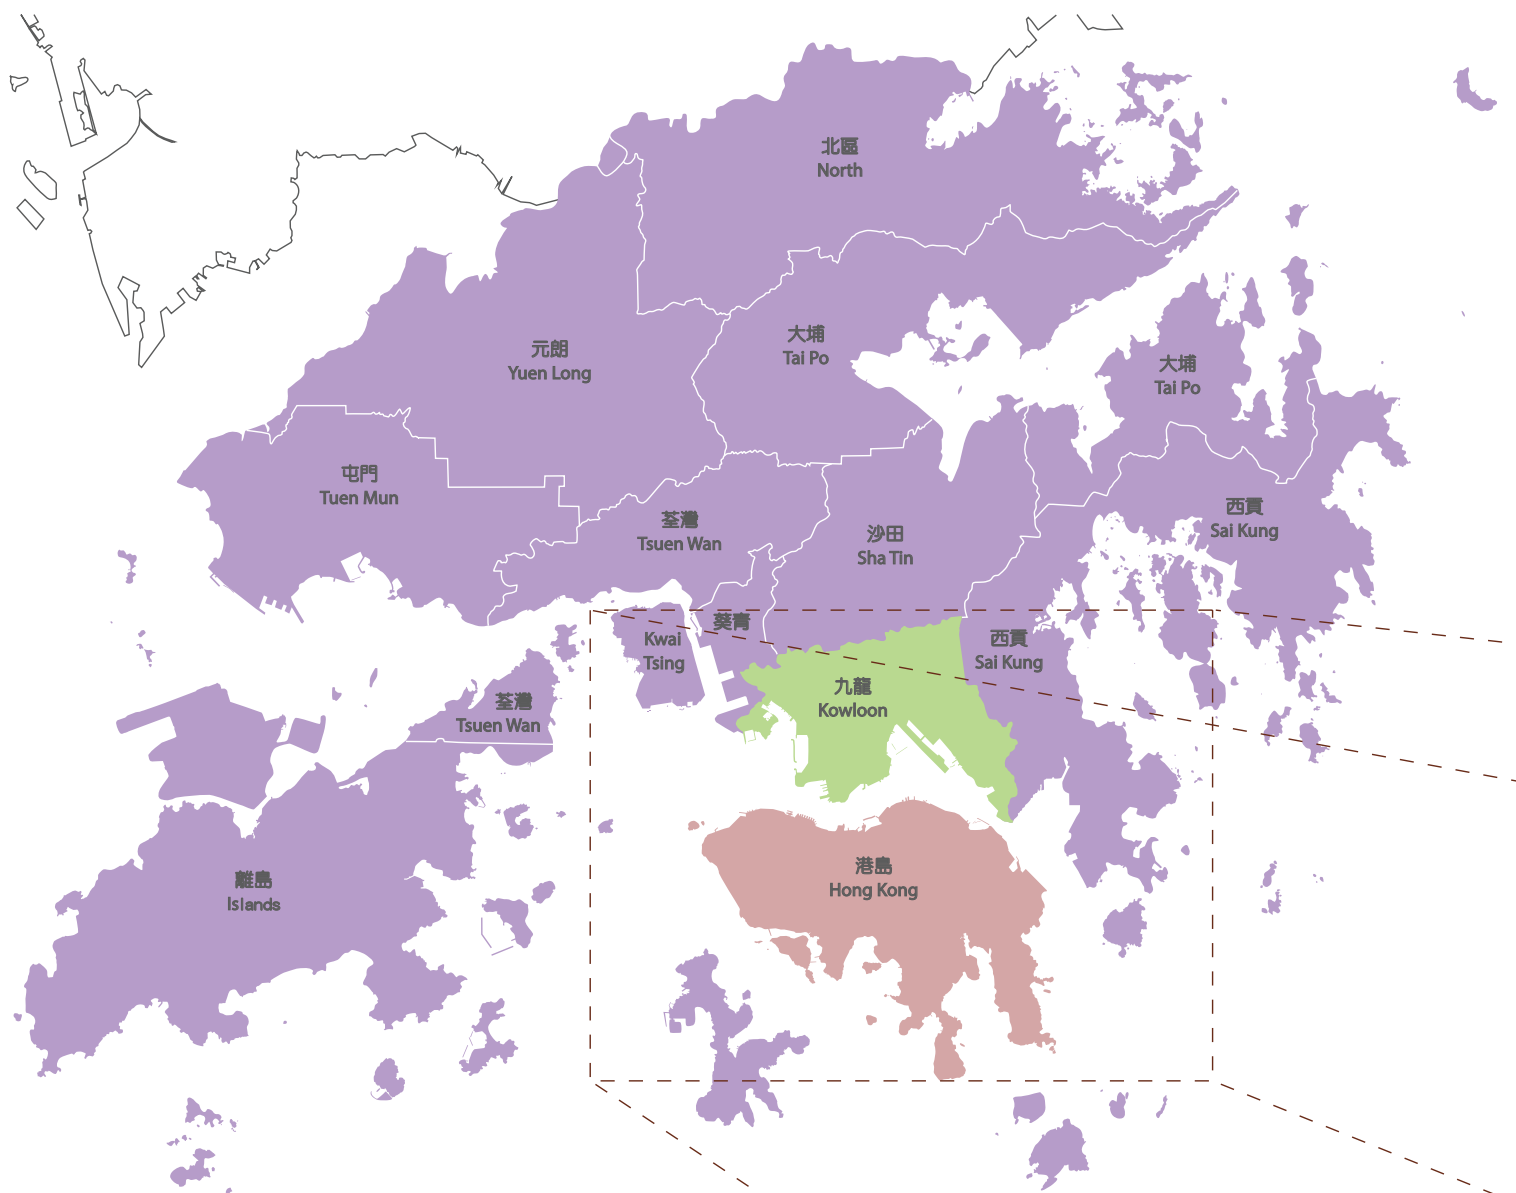 北區
North
大埔
Tai Po
元朗
Yuen Long
大埔
Tai Po
屯門
Tuen Mun
荃灣
Tsuen Wan
沙田
Sha Tin
西貢
Sai Kung
葵青
Kwai
Tsing
西貢
Sai Kung
九龍
Kowloon
荃灣
Tsuen Wan
港島
Hong Kong
離島
Islands